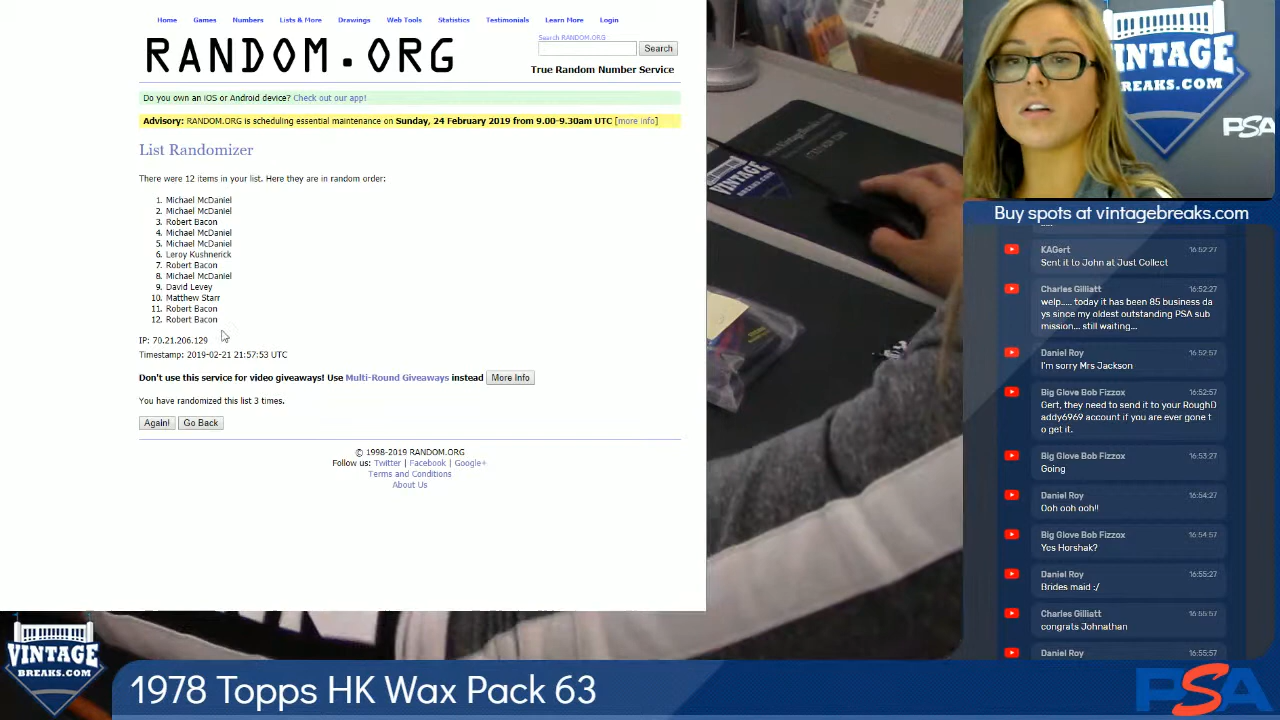 Home Games Numbers Lists & More Drawings Web Tools Statistics Testimonials Learn More Login
RANDOM.ORG
Search RANDOM.ORG
Search
True Random Number Service
Do you own an iOS or Android device? Check out our app!
Advisory: RANDOM.ORG is scheduling essential maintenance on Sunday, 24 February 2019 from 9.00-9.30am UTC [more info]
List Randomizer
There were 12 items in your list. Here they are in random order:
1. Michael McDaniel
2. Michael McDaniel
3. Robert Bacon
4. Michael McDaniel
5. Michael McDaniel
6. Leroy Kushnerick
7. Robert Bacon
8. Michael McDaniel
9. David Levey
10. Matthew Starr
11. Robert Bacon
12. Robert Bacon
IP: 70.21.206.129
Timestamp: 2019-02-21 21:57:53 UTC
Don't use this service for video giveaways! Use Multi-Round Giveaways instead More Info
You have randomized this list 3 times.
Again! Go Back
© 1998-2019 RANDOM.ORG
Follow us: Twitter | Facebook | Google+
Terms and Conditions
About Us
VINTAGE
BREAKS.COM
PSA
Buy spots at vintagebreaks.com
KAGert 16:52:27
Sent it to John at Just Collect
Charles Gilliatt 16:52:27
welp..... today it has been 85 business da
ys since my oldest outstanding PSA sub
mission... still waiting...
Daniel Roy 16:52:57
I'm sorry Mrs Jackson
Big Glove Bob Fizzox 16:52:57
Gert, they need to send it to your RoughD
addy6969 account if you are ever gone t
o get it.
Big Glove Bob Fizzox 16:53:27
Going
Daniel Roy 16:54:27
Ooh ooh ooh!!
Big Glove Bob Fizzox 16:54:57
Yes Horshak?
Daniel Roy 16:55:27
Brides maid :/
Charles Gilliatt 16:55:57
congrats Johnathan
Daniel Roy 16:55:57
VINTAGE
BREAKS.COM
1978 Topps HK Wax Pack 63
PSA